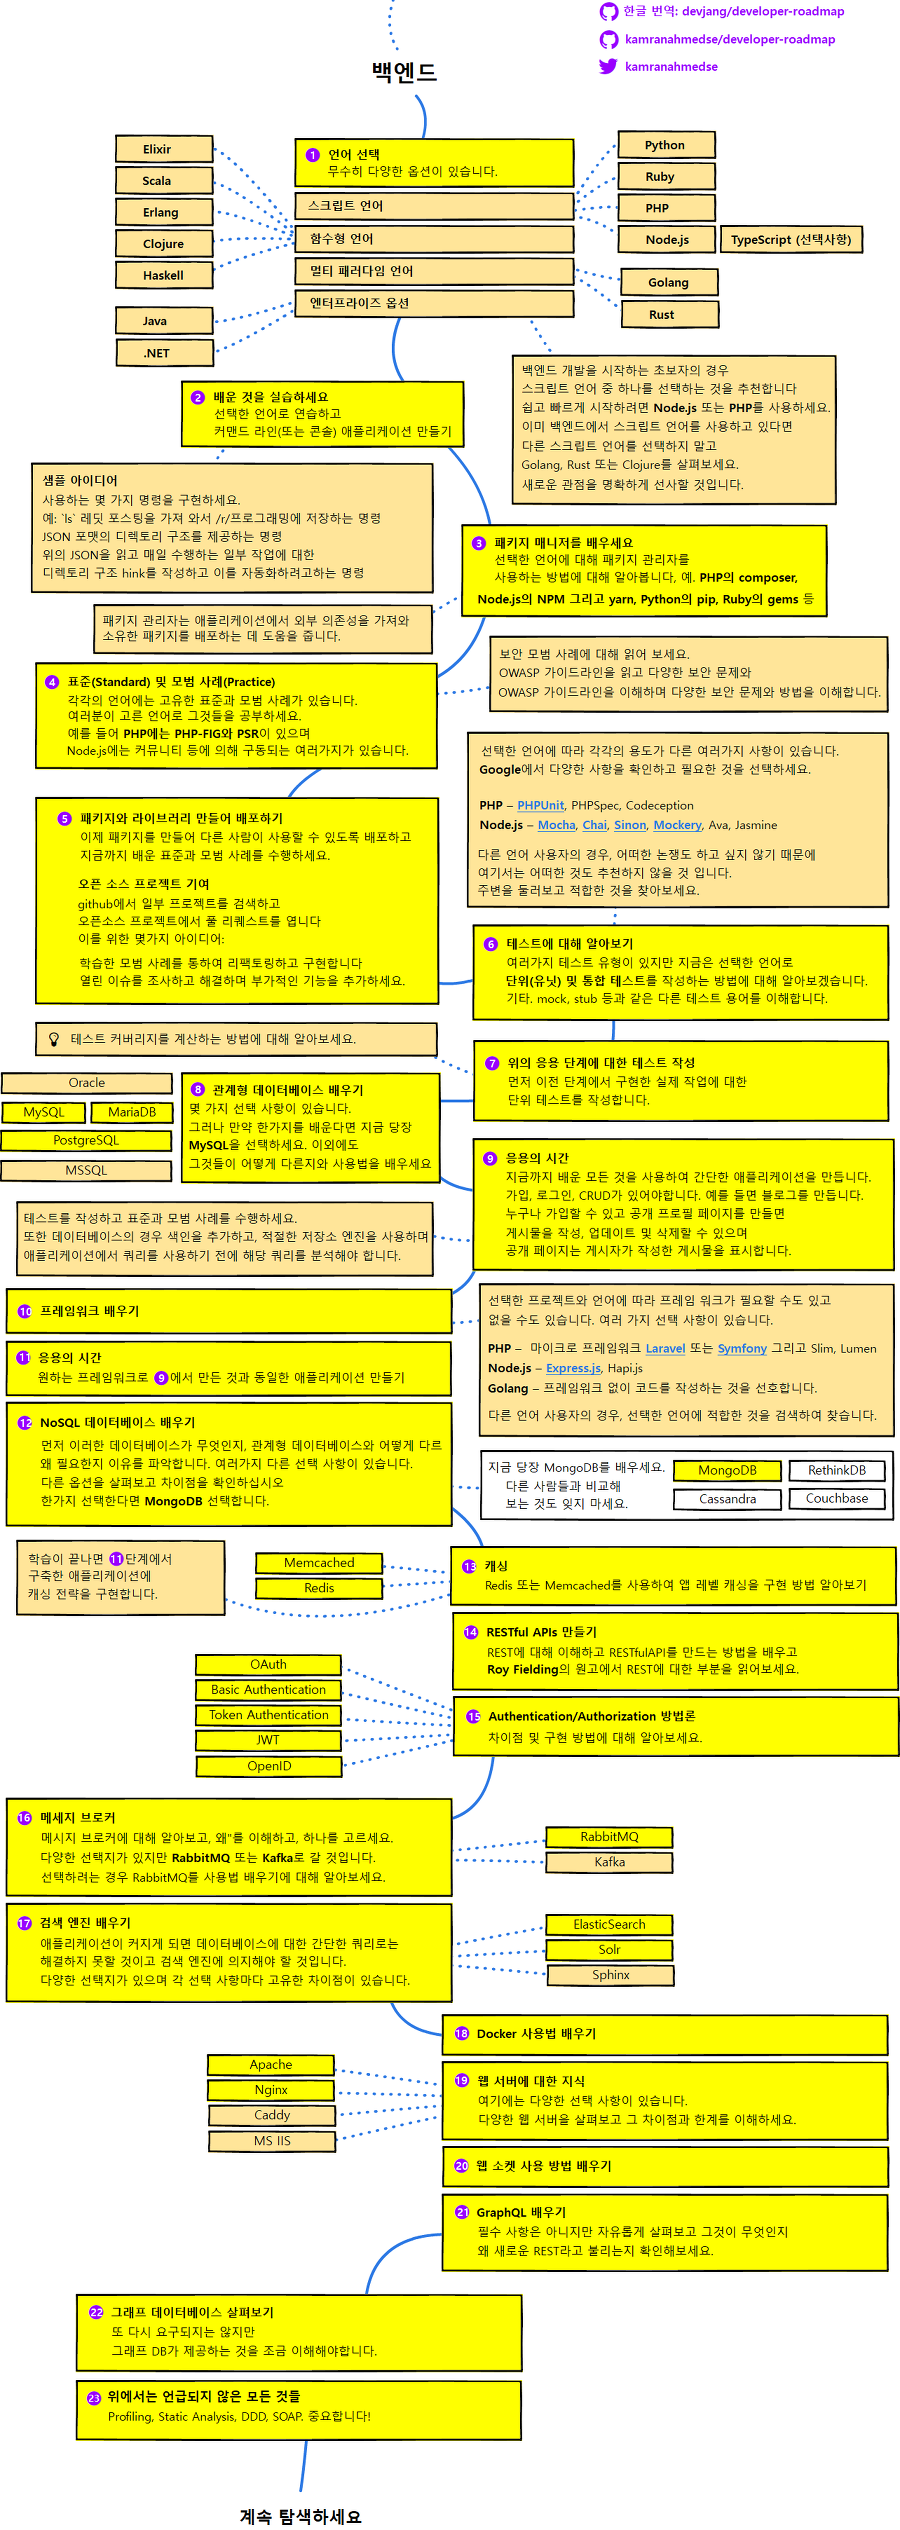 한글 번역: devjang/developer-roadmap
kamranahmedse/developer-roadmap
kamranahmedse
백엔드
1 언어 선택
무수히 다양한 옵션이 있습니다.
스크립트 언어
함수형 언어
멀티 패러다임 언어
엔터프라이즈 옵션
Elixir
Scala
Erlang
Clojure
Haskell
Java
.NET
Python
Ruby
PHP
Node.js
TypeScript (선택사항)
Golang
Rust
백엔드 개발을 시작하는 초보자의 경우
스크립트 언어 중 하나를 선택하는 것을 추천합니다
쉽고 빠르게 시작하려면 Node.js 또는 PHP를 사용하세요.
이미 백엔드에서 스크립트 언어를 사용하고 있다면
다른 스크립트 언어를 선택하지 말고
Golang, Rust 또는 Clojure를 살펴보세요.
새로운 관점을 명확하게 선사할 것입니다.
2 배운 것을 실습하세요
선택한 언어로 연습하고
커맨드 라인(또는 콘솔) 애플리케이션 만들기
샘플 아이디어
사용하는 몇 가지 명령을 구현하세요.
예: `ls` 레딧 포스팅을 가져 와서 /r/프로그래밍에 저장하는 명령
JSON 포맷의 디렉토리 구조를 제공하는 명령
위의 JSON을 읽고 매일 수행하는 일부 작업에 대한
디렉토리 구조 hink를 작성하고 이를 자동화하려고하는 명령
3 패키지 매니저를 배우세요
선택한 언어에 대해 패키지 관리자를
사용하는 방법에 대해 알아봅니다, 예. PHP의 composer,
Node.js의 NPM 그리고 yarn, Python의 pip, Ruby의 gems 등
패키지 관리자는 애플리케이션에서 외부 의존성을 가져와
소유한 패키지를 배포하는 데 도움을 줍니다.
4 표준(Standard) 및 모범 사례(Practice)
각각의 언어에는 고유한 표준과 모범 사례가 있습니다.
여러분이 고른 언어로 그것들을 공부하세요.
예를 들어 PHP에는 PHP-FIG와 PSR이 있으며
Node.js에는 커뮤니티 등에 의해 구동되는 여러가지가 있습니다.
보안 모범 사례에 대해 읽어 보세요.
OWASP 가이드라인을 읽고 다양한 보안 문제와
OWASP 가이드라인을 이해하며 다양한 보안 문제와 방법을 이해합니다.
5 패키지와 라이브러리 만들어 배포하기
이제 패키지를 만들어 다른 사람이 사용할 수 있도록 배포하고
지금까지 배운 표준과 모범 사례를 수행하세요.
오픈 소스 프로젝트 기여
github에서 일부 프로젝트를 검색하고
오픈소스 프로젝트에서 풀 리퀘스트를 엽니다
이를 위한 몇가지 아이디어:
학습한 모범 사례를 통하여 리팩토링하고 구현합니다
열린 이슈를 조사하고 해결하며 부가적인 기능을 추가하세요.
선택한 언어에 따라 각각의 용도가 다른 여러가지 사항이 있습니다.
Google에서 다양한 사항을 확인하고 필요한 것을 선택하세요.
PHP – PHPUnit, PHPSpec, Codeception
Node.js – Mocha, Chai, Sinon, Mockery, Ava, Jasmine
다른 언어 사용자의 경우, 어떠한 논쟁도 하고 싶지 않기 때문에
여기서는 어떠한 것도 추천하지 않을 것 입니다.
주변을 둘러보고 적합한 것을 찾아보세요.
6 테스트에 대해 알아보기
여러가지 테스트 유형이 있지만 지금은 선택한 언어로
단위(유닛) 및 통합 테스트를 작성하는 방법에 대해 알아보겠습니다.
기타. mock, stub 등과 같은 다른 테스트 용어를 이해합니다.
테스트 커버리지를 계산하는 방법에 대해 알아보세요.
7 위의 응용 단계에 대한 테스트 작성
먼저 이전 단계에서 구현한 실제 작업에 대한
단위 테스트를 작성합니다.
Oracle
MySQL
MariaDB
PostgreSQL
MSSQL
8 관계형 데이터베이스 배우기
몇 가지 선택 사항이 있습니다.
그러나 만약 한가지를 배운다면 지금 당장
MySQL을 선택하세요. 이외에도
그것들이 어떻게 다른지와 사용법을 배우세요
9 응용의 시간
지금까지 배운 모든 것을 사용하여 간단한 애플리케이션을 만듭니다.
가입, 로그인, CRUD가 있어야합니다. 예를 들면 블로그를 만듭니다.
누구나 가입할 수 있고 공개 프로필 페이지를 만들면
게시물을 작성, 업데이트 및 삭제할 수 있으며
공개 페이지는 게시자가 작성한 게시물을 표시합니다.
테스트를 작성하고 표준과 모범 사례를 수행하세요.
또한 데이터베이스의 경우 색인을 추가하고, 적절한 저장소 엔진을 사용하며
애플리케이션에서 쿼리를 사용하기 전에 해당 쿼리를 분석해야 합니다.
10 프레임워크 배우기
선택한 프로젝트와 언어에 따라 프레임 워크가 필요할 수도 있고
없을 수도 있습니다. 여러 가지 선택 사항이 있습니다.
PHP – 마이크로 프레임워크 Laravel 또는 Symfony 그리고 Slim, Lumen
Node.js – Express.js, Hapi.js
Golang – 프레임워크 없이 코드를 작성하는 것을 선호합니다.
다른 언어 사용자의 경우, 선택한 언어에 적합한 것을 검색하여 찾습니다.
11 응용의 시간
원하는 프레임워크로 9에서 만든 것과 동일한 애플리케이션 만들기
12 NoSQL 데이터베이스 배우기
먼저 이러한 데이터베이스가 무엇인지, 관계형 데이터베이스와 어떻게 다르
왜 필요한지 이유를 파악합니다. 여러가지 다른 선택 사항이 있습니다.
다른 옵션을 살펴보고 차이점을 확인하십시오
한가지 선택한다면 MongoDB 선택합니다.
지금 당장 MongoDB를 배우세요.
다른 사람들과 비교해
보는 것도 잊지 마세요.
MongoDB
RethinkDB
Cassandra
Couchbase
학습이 끝나면 11단계에서
구축한 애플리케이션에
캐싱 전략을 구현합니다.
Memcached
Redis
13 캐싱
Redis 또는 Memcached를 사용하여 앱 레벨 캐싱을 구현 방법 알아보기
14 RESTful APIs 만들기
REST에 대해 이해하고 RESTfulAPI를 만드는 방법을 배우고
Roy Fielding의 원고에서 REST에 대한 부분을 읽어보세요.
OAuth
Basic Authentication
Token Authentication
JWT
OpenID
15 Authentication/Authorization 방법론
차이점 및 구현 방법에 대해 알아보세요.
16 메세지 브로커
메시지 브로커에 대해 알아보고, 왜"를 이해하고, 하나를 고르세요.
다양한 선택지가 있지만 RabbitMQ 또는 Kafka로 갈 것입니다.
선택하려는 경우 RabbitMQ를 사용법 배우기에 대해 알아보세요.
RabbitMQ
Kafka
17 검색 엔진 배우기
애플리케이션이 커지게 되면 데이터베이스에 대한 간단한 쿼리로는
해결하지 못할 것이고 검색 엔진에 의지해야 할 것입니다.
다양한 선택지가 있으며 각 선택 사항마다 고유한 차이점이 있습니다.
ElasticSearch
Solr
Sphinx
18 Docker 사용법 배우기
Apache
Nginx
Caddy
MS IIS
19 웹 서버에 대한 지식
여기에는 다양한 선택 사항이 있습니다.
다양한 웹 서버을 살펴보고 그 차이점과 한계를 이해하세요.
20 웹 소켓 사용 방법 배우기
21 GraphQL 배우기
필수 사항은 아니지만 자유롭게 살펴보고 그것이 무엇인지
왜 새로운 REST라고 불리는지 확인해보세요.
22 그래프 데이터베이스 살펴보기
또 다시 요구되지는 않지만
그래프 DB가 제공하는 것을 조금 이해해야합니다.
23 위에서는 언급되지 않은 모든 것들
Profiling, Static Analysis, DDD, SOAP. 중요합니다!
계속 탐색하세요